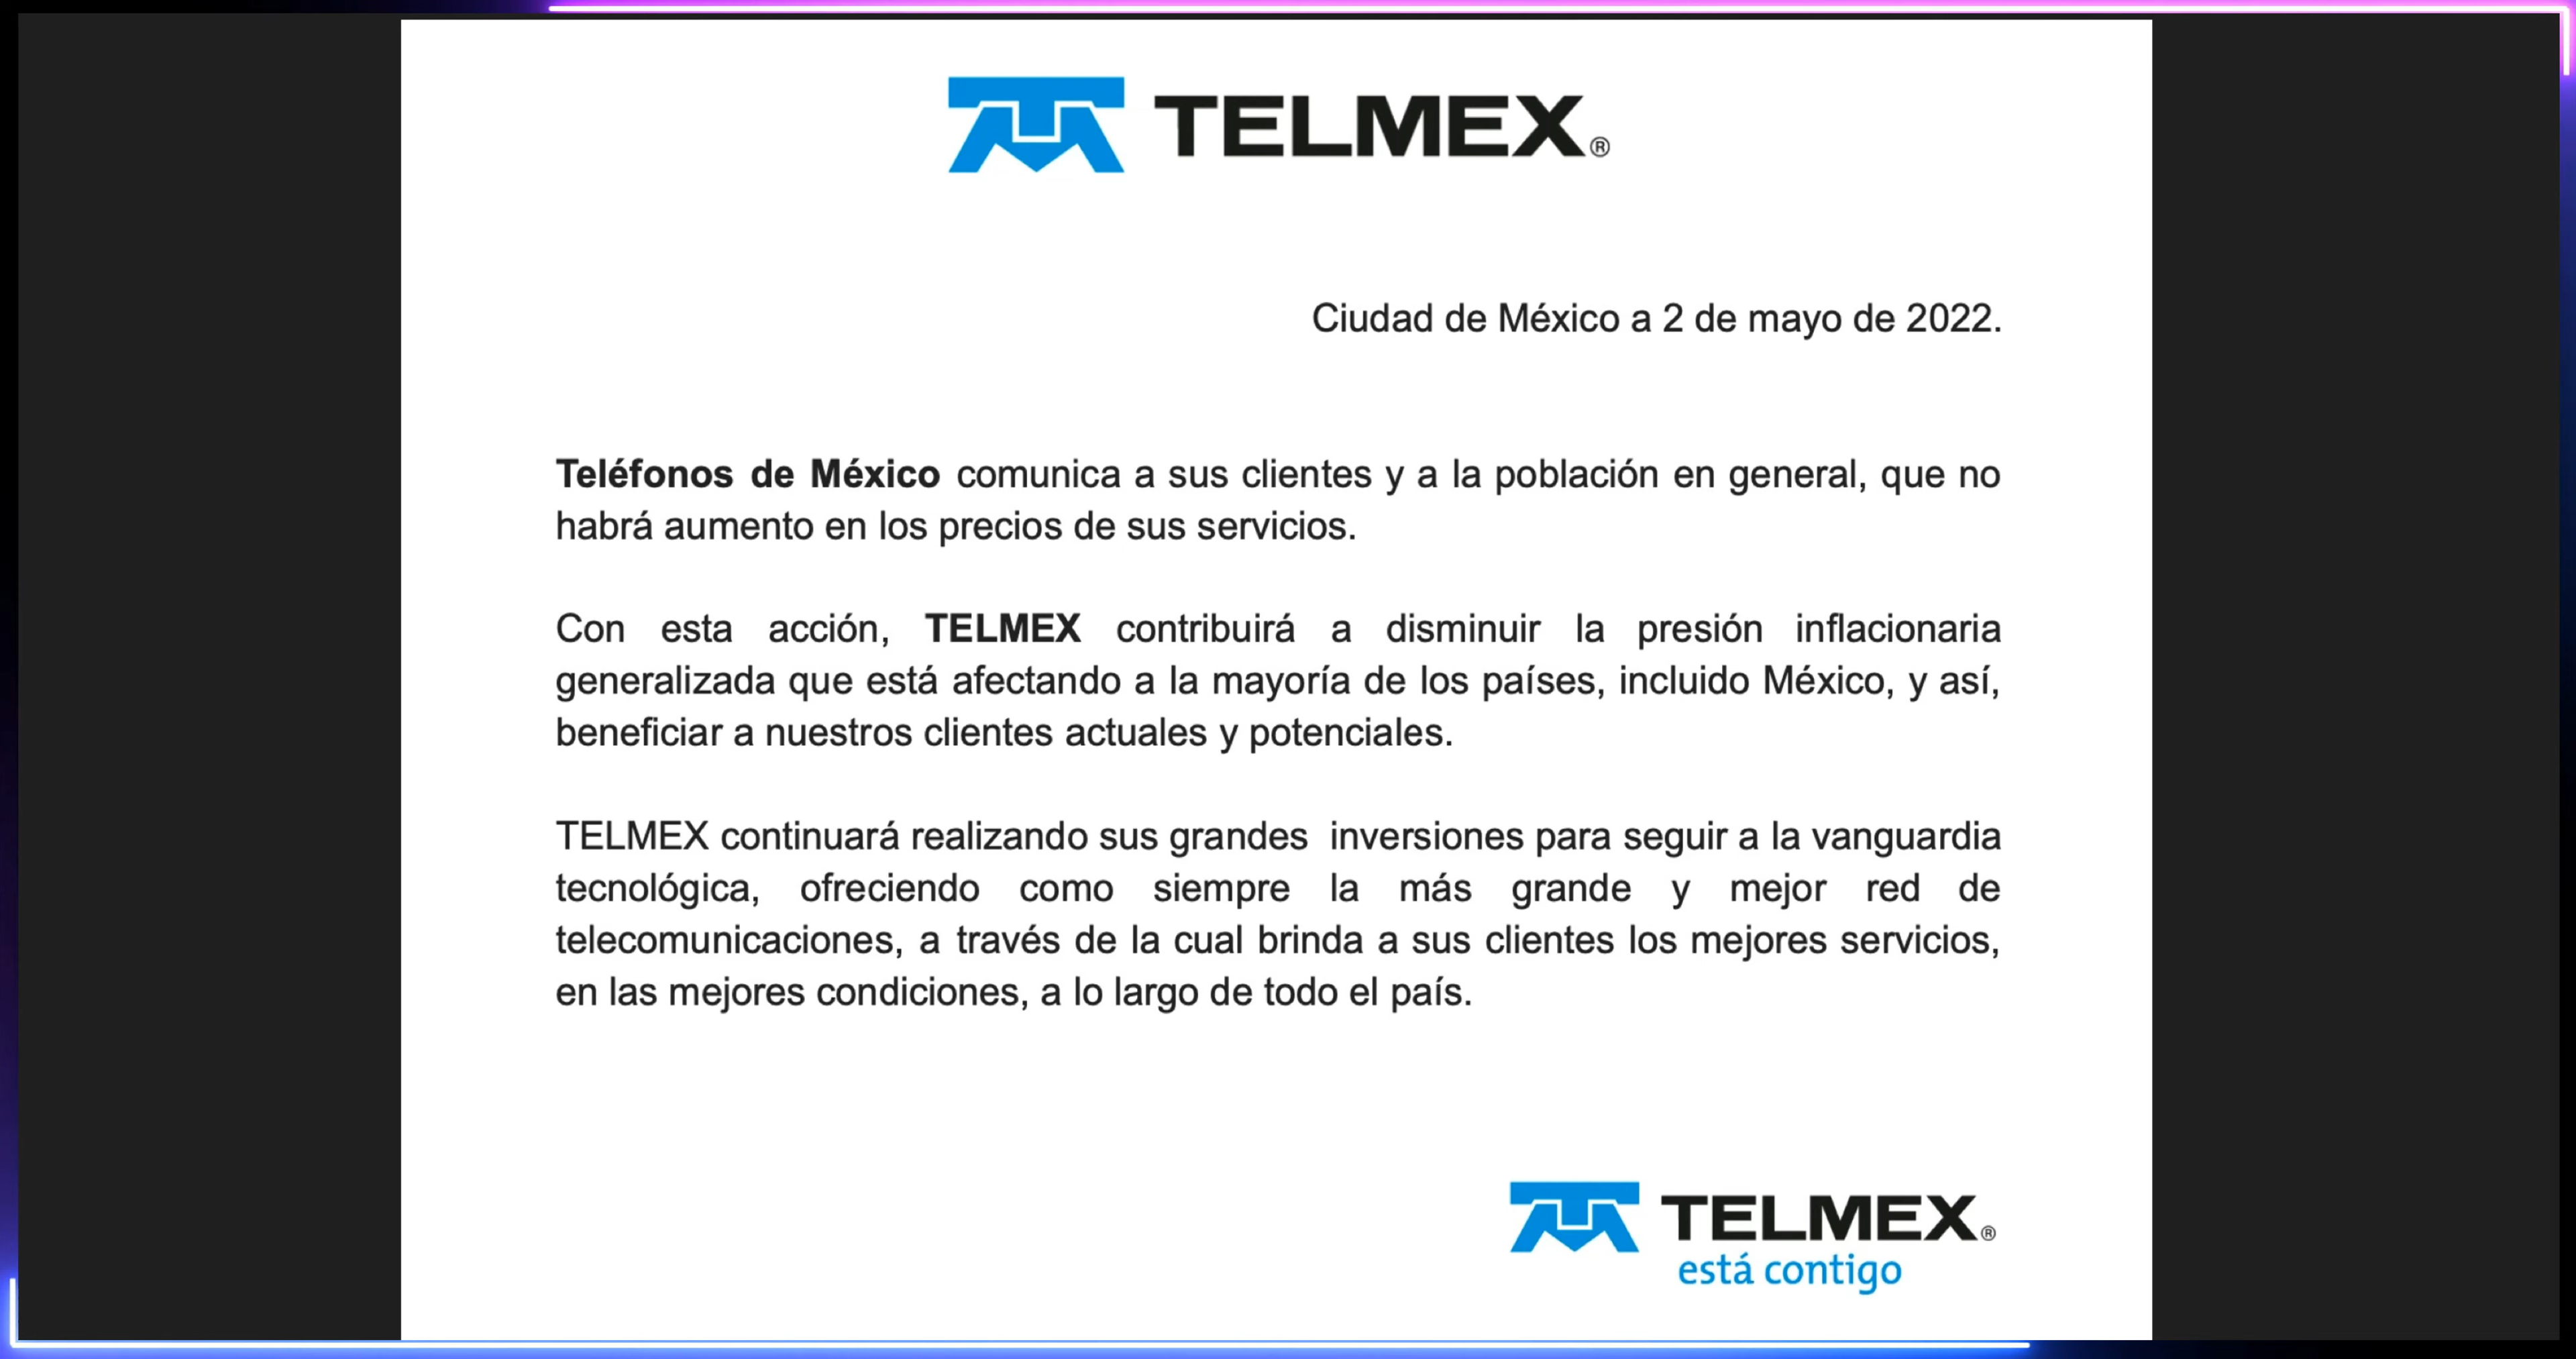 TELMEX®
Ciudad de México a 2 de mayo de 2022.
Teléfonos de México comunica a sus clientes y a la población en general, que no
habrá aumento en los precios de sus servicios.
Con esta acción, TELMEX contribuirá a disminuir la presión inflacionaria
generalizada que está afectando a la mayoría de los países, incluido México, y así,
beneficiar a nuestros clientes actuales y potenciales.
TELMEX continuará realizando sus grandes inversiones para seguir a la vanguardia
tecnológica, ofreciendo como siempre la más grande y mejor red de
telecomunicaciones, a través de la cual brinda a sus clientes los mejores servicios,
en las mejores condiciones, a lo largo de todo el país.
TELMEX®
está contigo